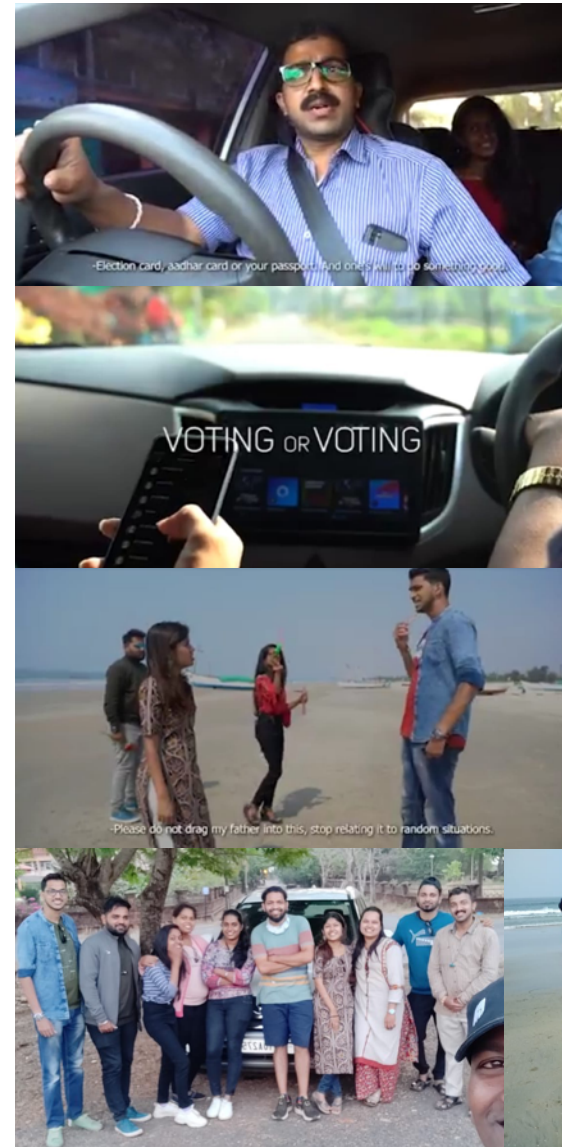 -Election card, aadhar card or your passport. And one's will to do something good.
VOTING OR VOTING
-Please do not drag my father into this, stop relating it to random situations.